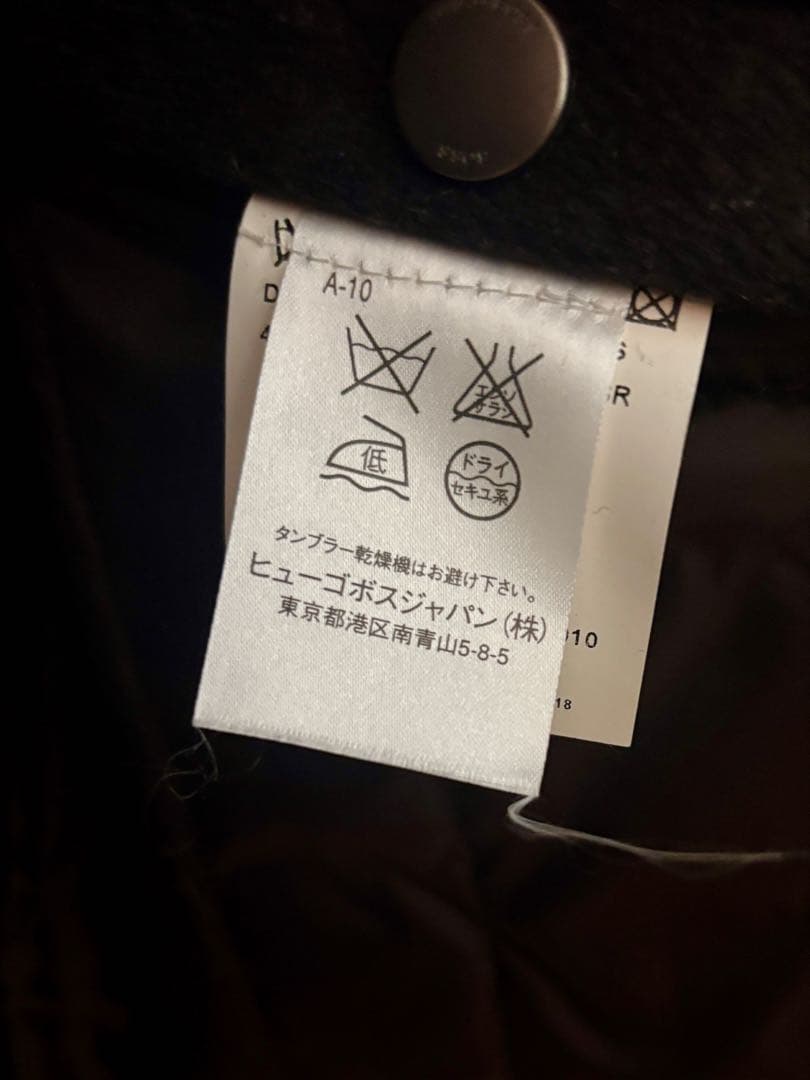 A-10
エンソ
サラシ
低
ドライ
セキユ系
タンブラー乾燥機はお避け下さい。
ヒューゴボスジャパン(株)
東京都港区南青山5-8-5
18